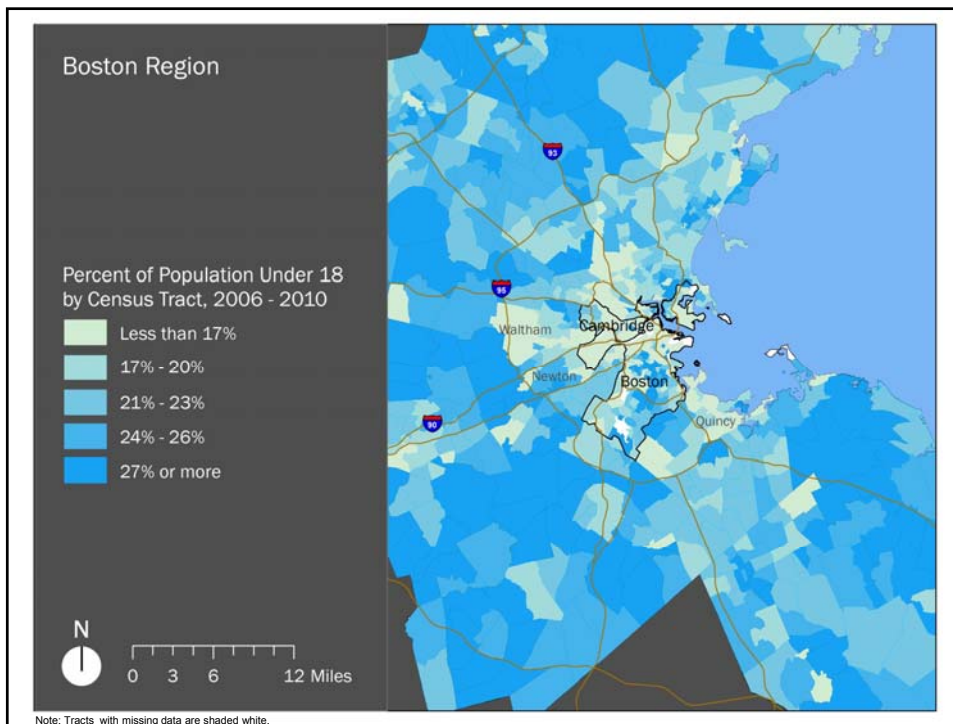 Boston Region
93
95
Waltham
Cambridge
Newton
Boston
Quincy
90
Percent of Population Under 18
by Census Tract, 2006 - 2010
Less than 17%
17% - 20%
21% - 23%
24% - 26%
27% or more
N
0 3 6 12 Miles
Note: Tracts with missing data are shaded white.